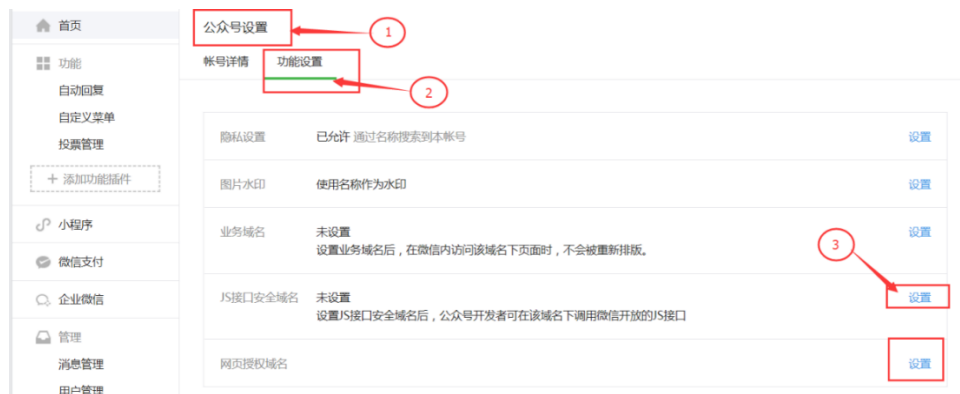 首页
功能
自动回复
自定义菜单
投票管理
+ 添加功能插件
小程序
微信支付
企业微信
管理
消息管理
用户管理
公众号设置
1
帐号详情 功能设置
2
隐私设置 已允许 通过名称搜索到本帐号 设置
图片水印 使用名称作为水印 设置
业务域名 未设置 设置
设置业务域名后，在微信内访问该域名下页面时，不会被重新排版。
3
JS接口安全域名 未设置 设置
设置JS接口安全域名后，公众号开发者可在该域名下调用微信开放的JS接口
网页授权域名 设置